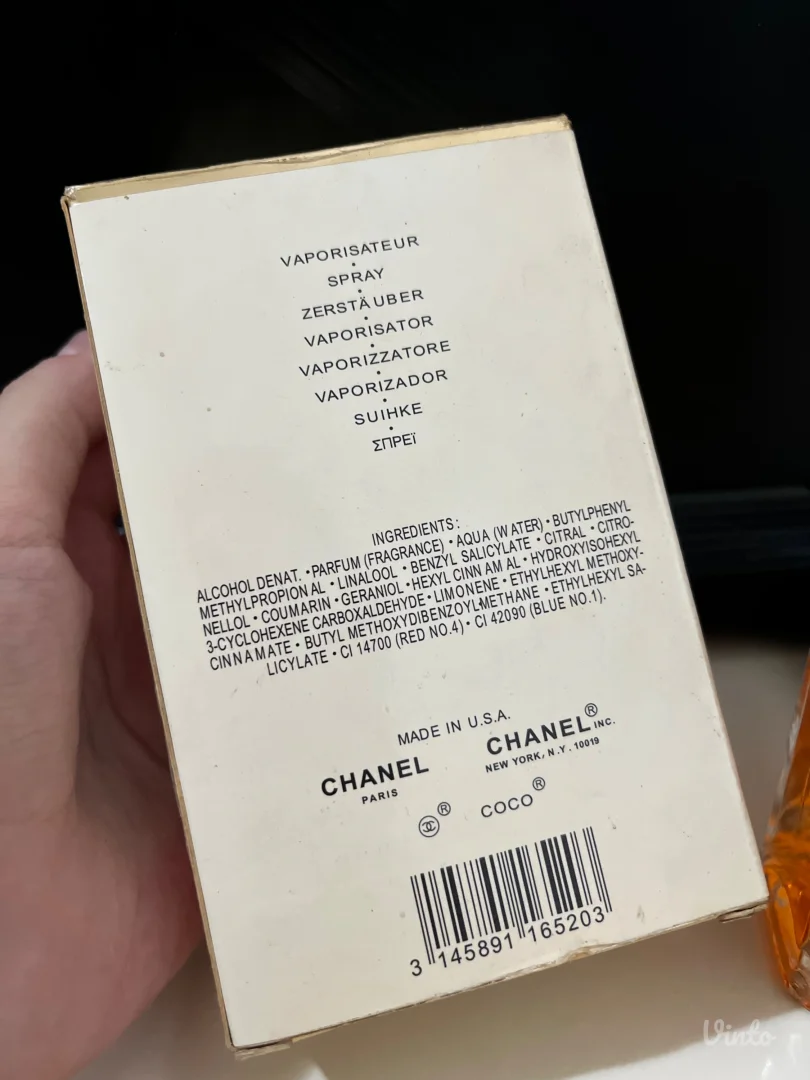 VAPORISATEUR
•
SPRAY
•
ZERSTÄUBER
•
VAPORISATOR
•
VAPORIZZATORE
•
VAPORIZADOR
•
SUIHKE
•
ΣΠΡΕΪ
INGREDIENTS:
ALCOHOL DENAT. • PARFUM (FRAGRANCE) • AQUA (WATER) • BUTYLPHENYL
METHYLPROPIONAL • LINALOOL • BENZYL SALICYLATE • CITRAL • CITRO-
NELLOL • COUMARIN • GERANIOL • HEXYL CINNAMAL • HYDROXYISOHEXYL
3-CYCLOHEXENE CARBOXALDEHYDE • LIMONENE • ETHYLHEXYL METHOXY-
CINNAMATE • BUTYL METHOXYDIBENZOYLMETHANE • ETHYLHEXYL SA-
LICYLATE • CI 14700 (RED NO.4) • CI 42090 (BLUE NO.1).
MADE IN U.S.A.
CHANEL
PARIS
CHANEL® INC.
NEW YORK, N.Y. 10019
® COCO®
3 145891 165203
Vinto